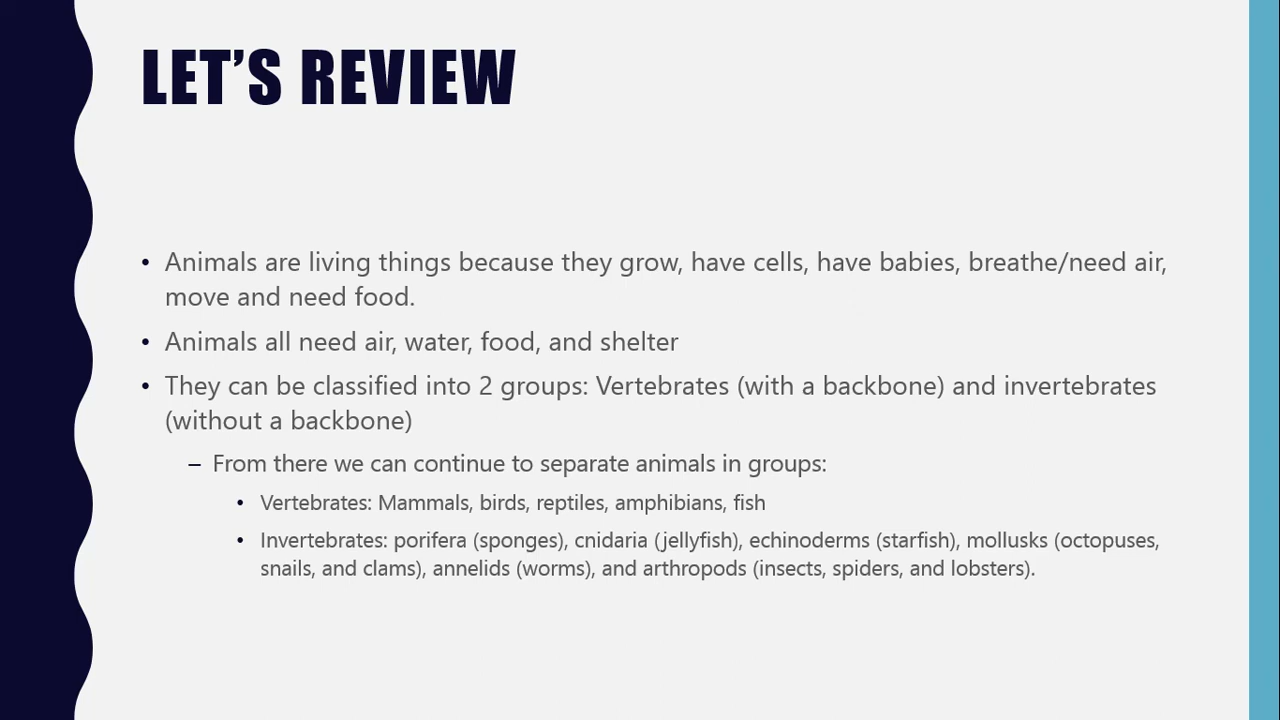 LET’S REVIEW
• Animals are living things because they grow, have cells, have babies, breathe/need air,
move and need food.
• Animals all need air, water, food, and shelter
• They can be classified into 2 groups: Vertebrates (with a backbone) and invertebrates
(without a backbone)
– From there we can continue to separate animals in groups:
• Vertebrates: Mammals, birds, reptiles, amphibians, fish
• Invertebrates: porifera (sponges), cnidaria (jellyfish), echinoderms (starfish), mollusks (octopuses,
snails, and clams), annelids (worms), and arthropods (insects, spiders, and lobsters).